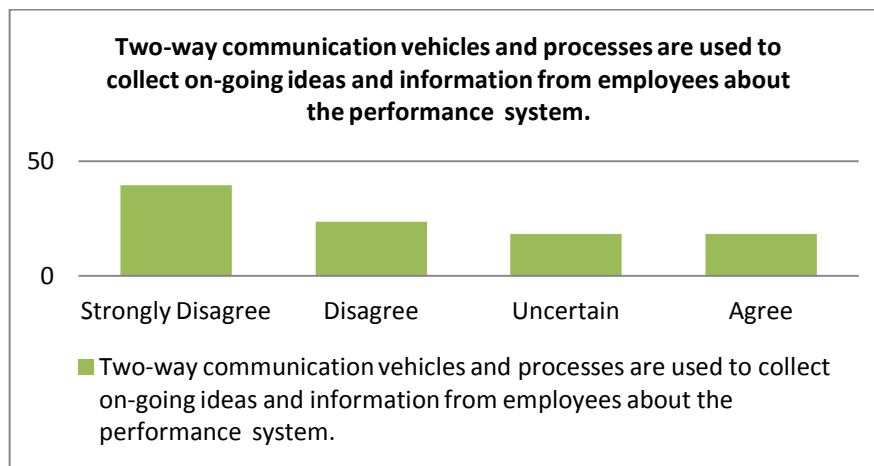 Two-way communication vehicles and processes are used to
collect on-going ideas and information from employees about
the performance system.
50
0
Strongly Disagree Disagree Uncertain Agree
Two-way communication vehicles and processes are used to collect
on-going ideas and information from employees about the
performance system.